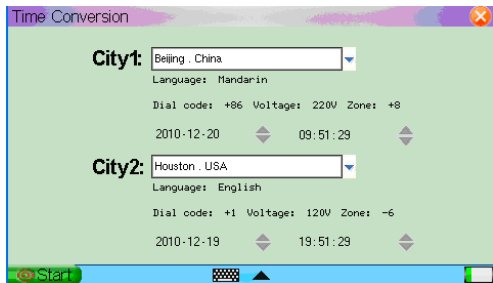 Time Conversion
City1: Beijing . China
Language: Mandarin
Dial code: +86 Voltage: 220V Zone: +8
2010-12-20 09:51:29
City2: Houston . USA
Language: English
Dial code: +1 Voltage: 120V Zone: -6
2010-12-19 19:51:29
Start